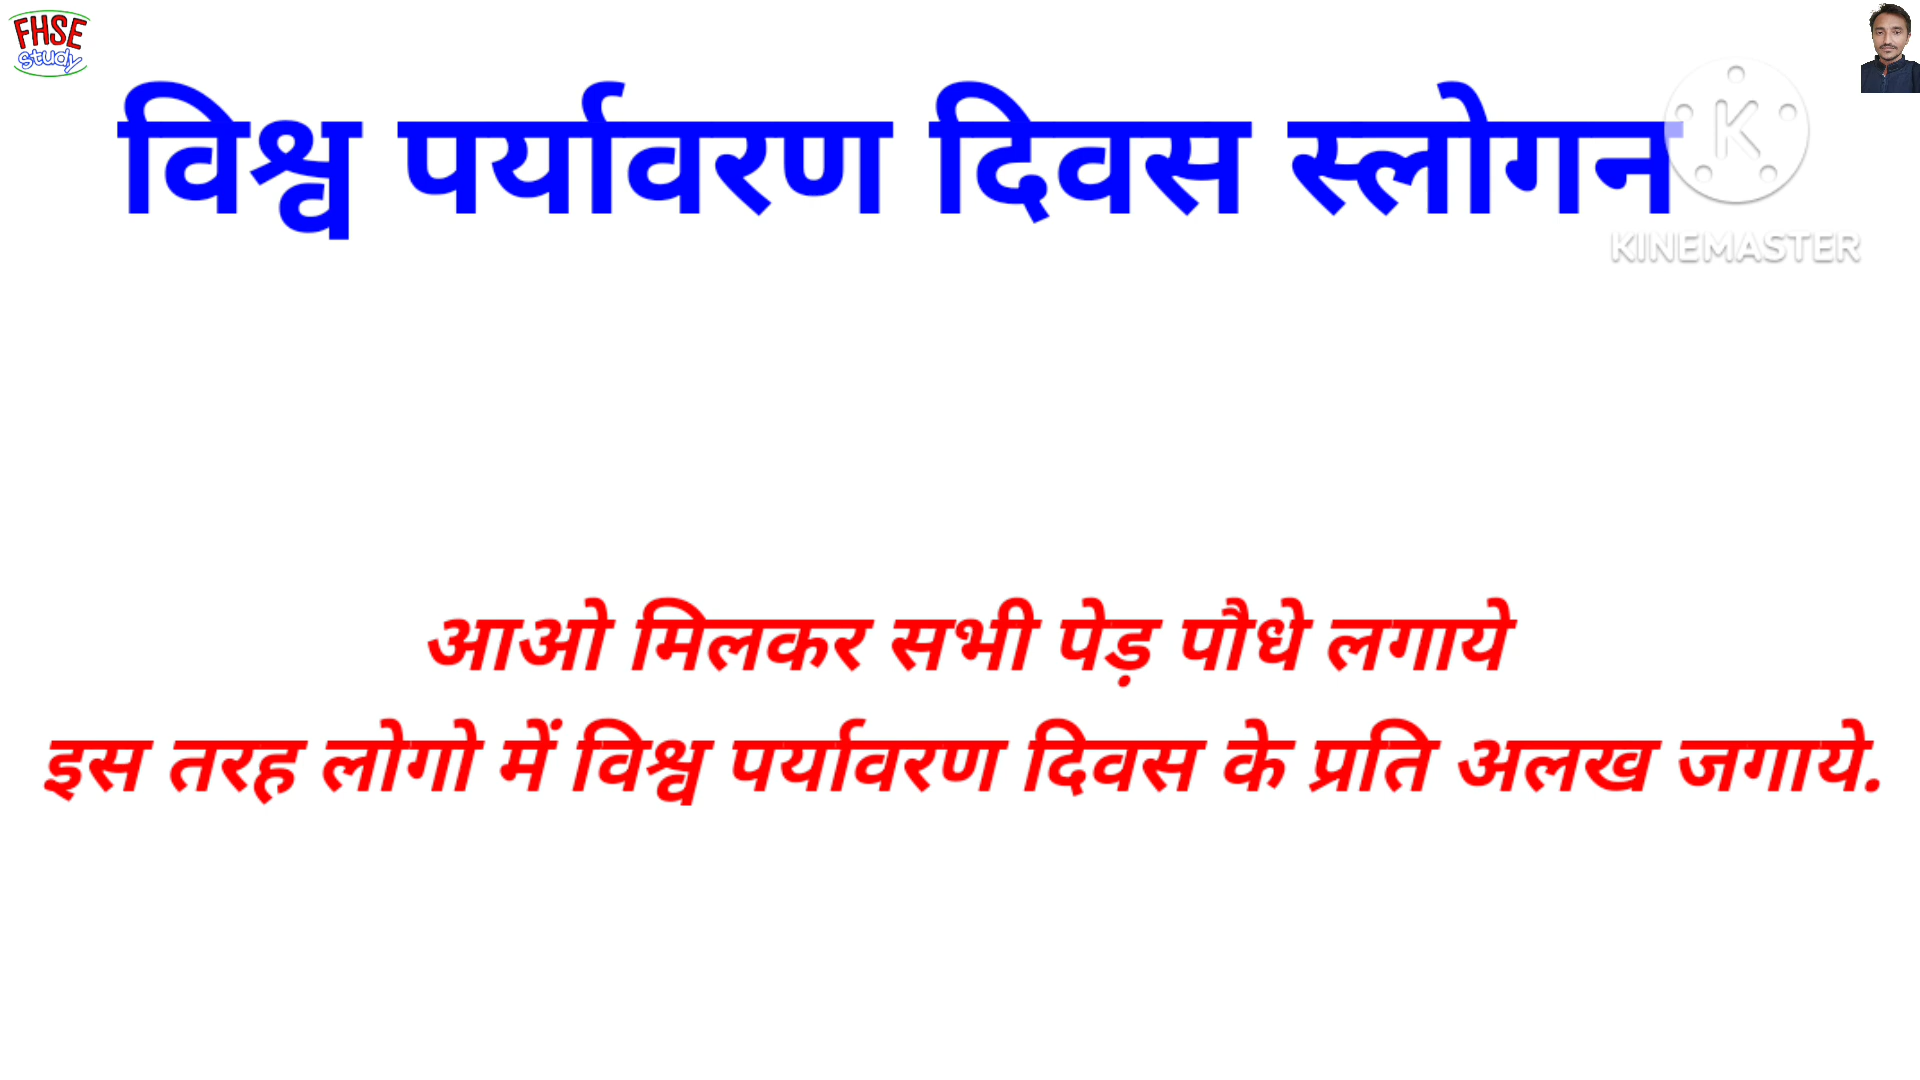 FHSE
study
विश्व पर्यावरण दिवस स्लोगन
KINEMASTER
आओ मिलकर सभी पेड़ पौधे लगाये
इस तरह लोगो में विश्व पर्यावरण दिवस के प्रति अलख जगाये.